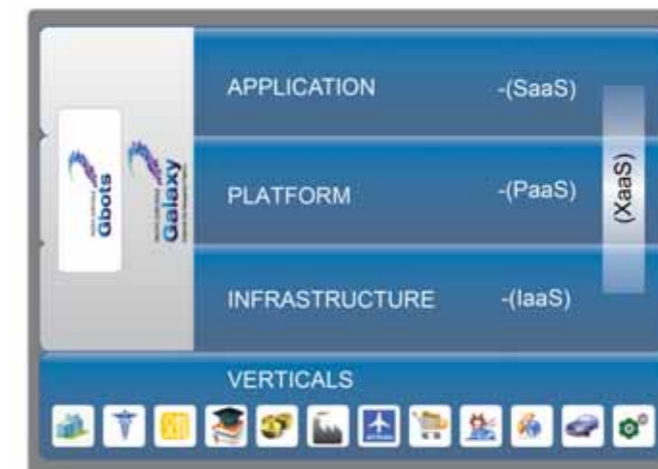 APPLICATION -(SaaS)
PLATFORM -(PaaS)
INFRASTRUCTURE -(IaaS)
(XaaS)
Gbots
Galaxy
VERTICALS